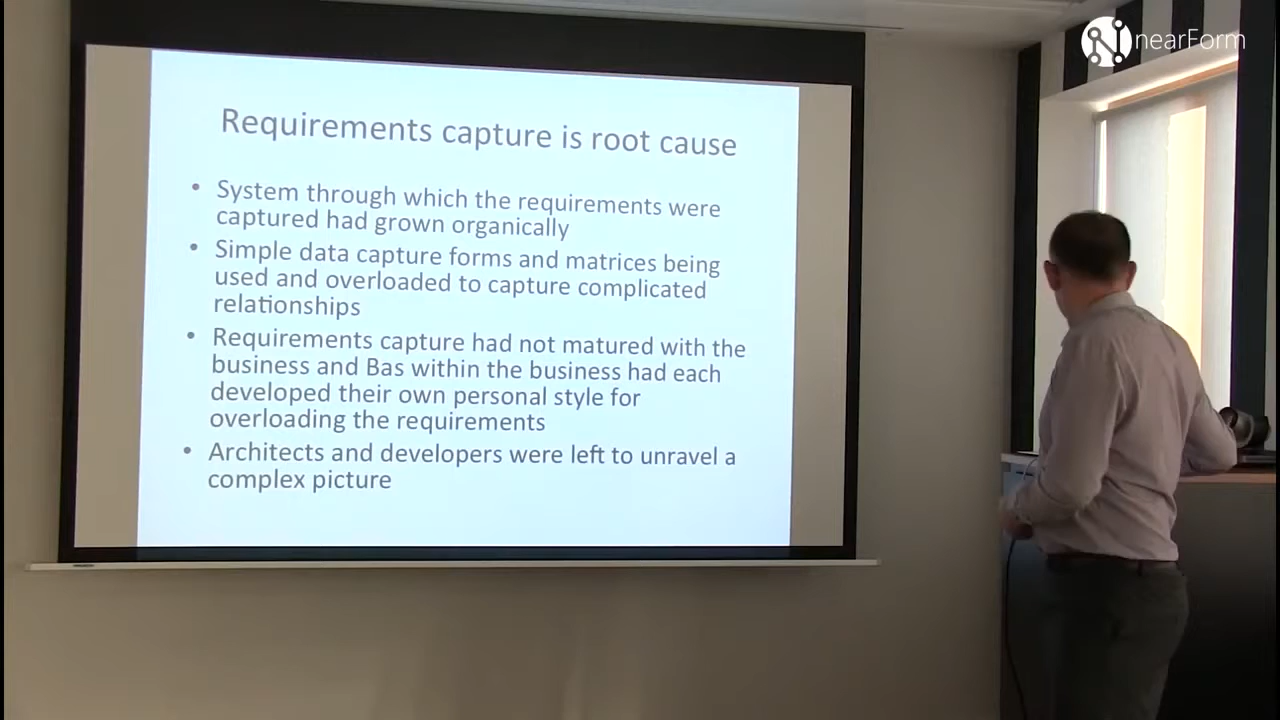 nearForm
Requirements capture is root cause
• System through which the requirements were
captured had grown organically
• Simple data capture forms and matrices being
used and overloaded to capture complicated
relationships
• Requirements capture had not matured with the
business and Bas within the business had each
developed their own personal style for
overloading the requirements
• Architects and developers were left to unravel a
complex picture